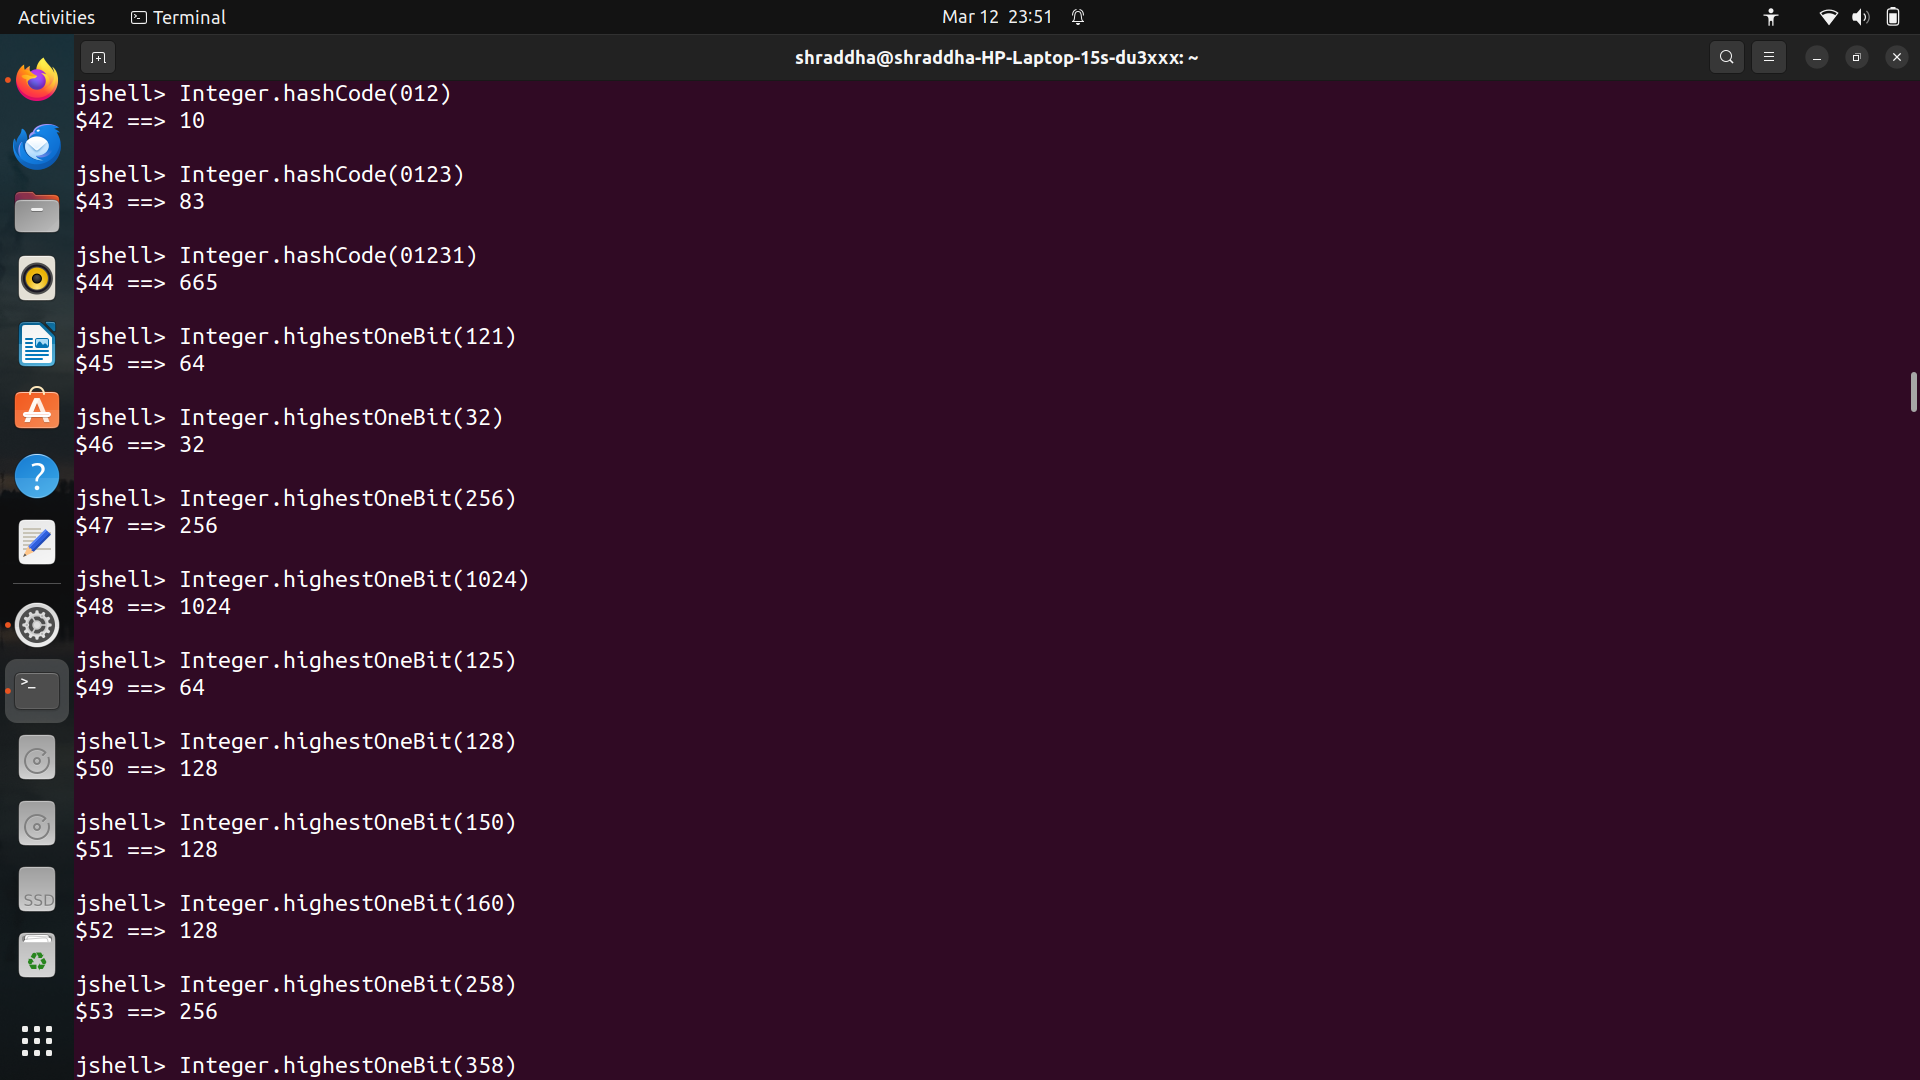 Activities Terminal Mar 12 23:51
shraddha@shraddha-HP-Laptop-15s-du3xxx: ~
jshell> Integer.hashCode(012)
$42 ==> 10
jshell> Integer.hashCode(0123)
$43 ==> 83
jshell> Integer.hashCode(01231)
$44 ==> 665
jshell> Integer.highestOneBit(121)
$45 ==> 64
jshell> Integer.highestOneBit(32)
$46 ==> 32
jshell> Integer.highestOneBit(256)
$47 ==> 256
jshell> Integer.highestOneBit(1024)
$48 ==> 1024
jshell> Integer.highestOneBit(125)
$49 ==> 64
jshell> Integer.highestOneBit(128)
$50 ==> 128
jshell> Integer.highestOneBit(150)
$51 ==> 128
jshell> Integer.highestOneBit(160)
$52 ==> 128
SSD
jshell> Integer.highestOneBit(258)
$53 ==> 256
jshell> Integer.highestOneBit(358)